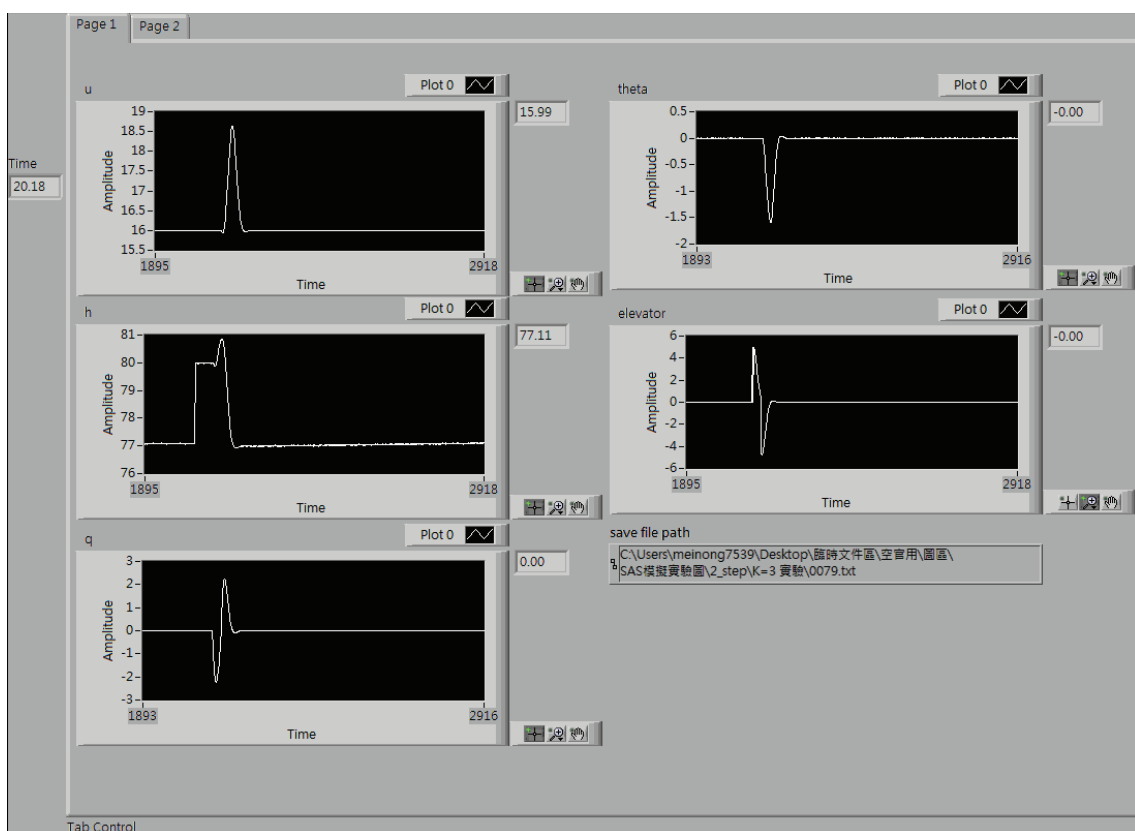 Page 1
Page 2
Time
20.18
u
Plot 0
15.99
19
18.5
18
17.5
17
16.5
16
15.5
Amplitude
1895
2918
Time
theta
Plot 0
-0.00
0.5
0
-0.5
-1
-1.5
-2
Amplitude
1893
2916
Time
h
Plot 0
77.11
81
80
79
78
77
76
Amplitude
1895
2918
Time
elevator
Plot 0
-0.00
6
4
2
0
-2
-4
-6
Amplitude
1895
2918
Time
q
Plot 0
0.00
3
2
1
0
-1
-2
-3
Amplitude
1893
2916
Time
save file path
C:\Users\meinong7539\Desktop\臨時文件區\空官用\圖區\
SAS模擬實驗圖\2_step\K=3 實驗\0079.txt
Tab Control